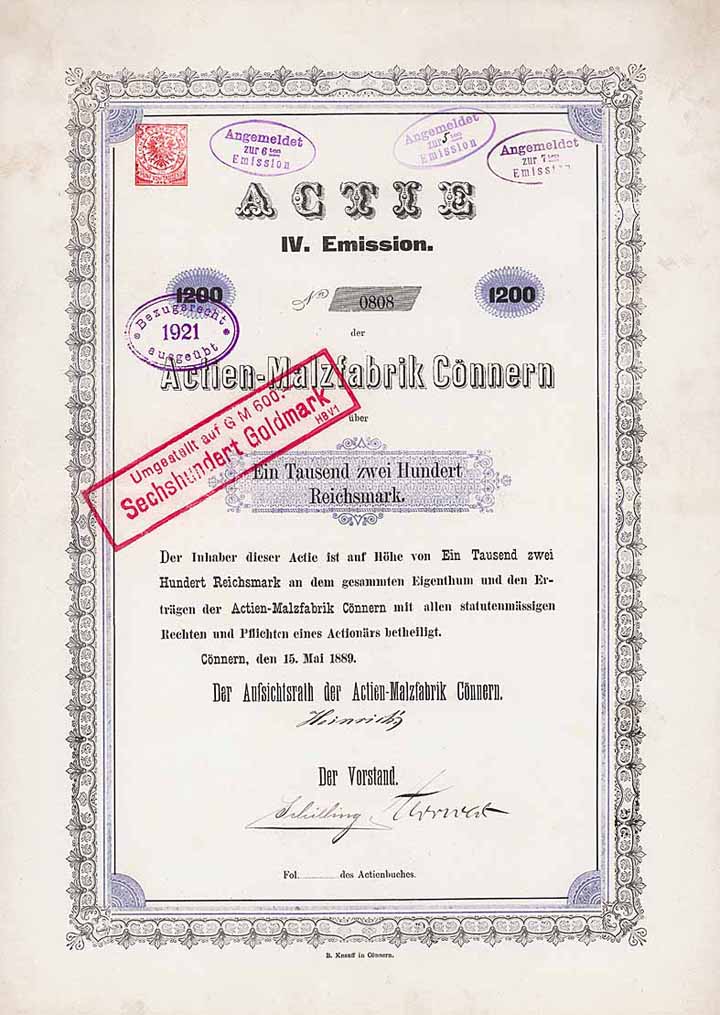 Angemeldet
zur 6ten
Emission
Angemeldet
zur 5ten
Emission
Angemeldet
zur 7ten
Emiss
ACTIE
IV. Emission.
1200
No
0808
1200
Bezugsrecht
1921
ausgeübt
der
Actien-Malzfabrik Cönnern
über
Umgestellt auf G M 600.-
Sechshundert Goldmark
HBV1
Ein Tausend zwei Hundert
Reichsmark.
Der Inhaber dieser Actie ist auf Höhe von Ein Tausend zwei
Hundert Reichsmark an dem gesammten Eigenthum und den Er-
trägen der Actien-Malzfabrik Cönnern mit allen statutenmässigen
Rechten und Pflichten eines Actionärs betheiligt.
Cönnern, den 15. Mai 1889.
Der Aufsichtsrath der Actien-Malzfabrik Cönnern.
Heinrich
Der Vorstand.
Schilling
Fol. des Actienbuches.
B. Knauff in Cönnern.